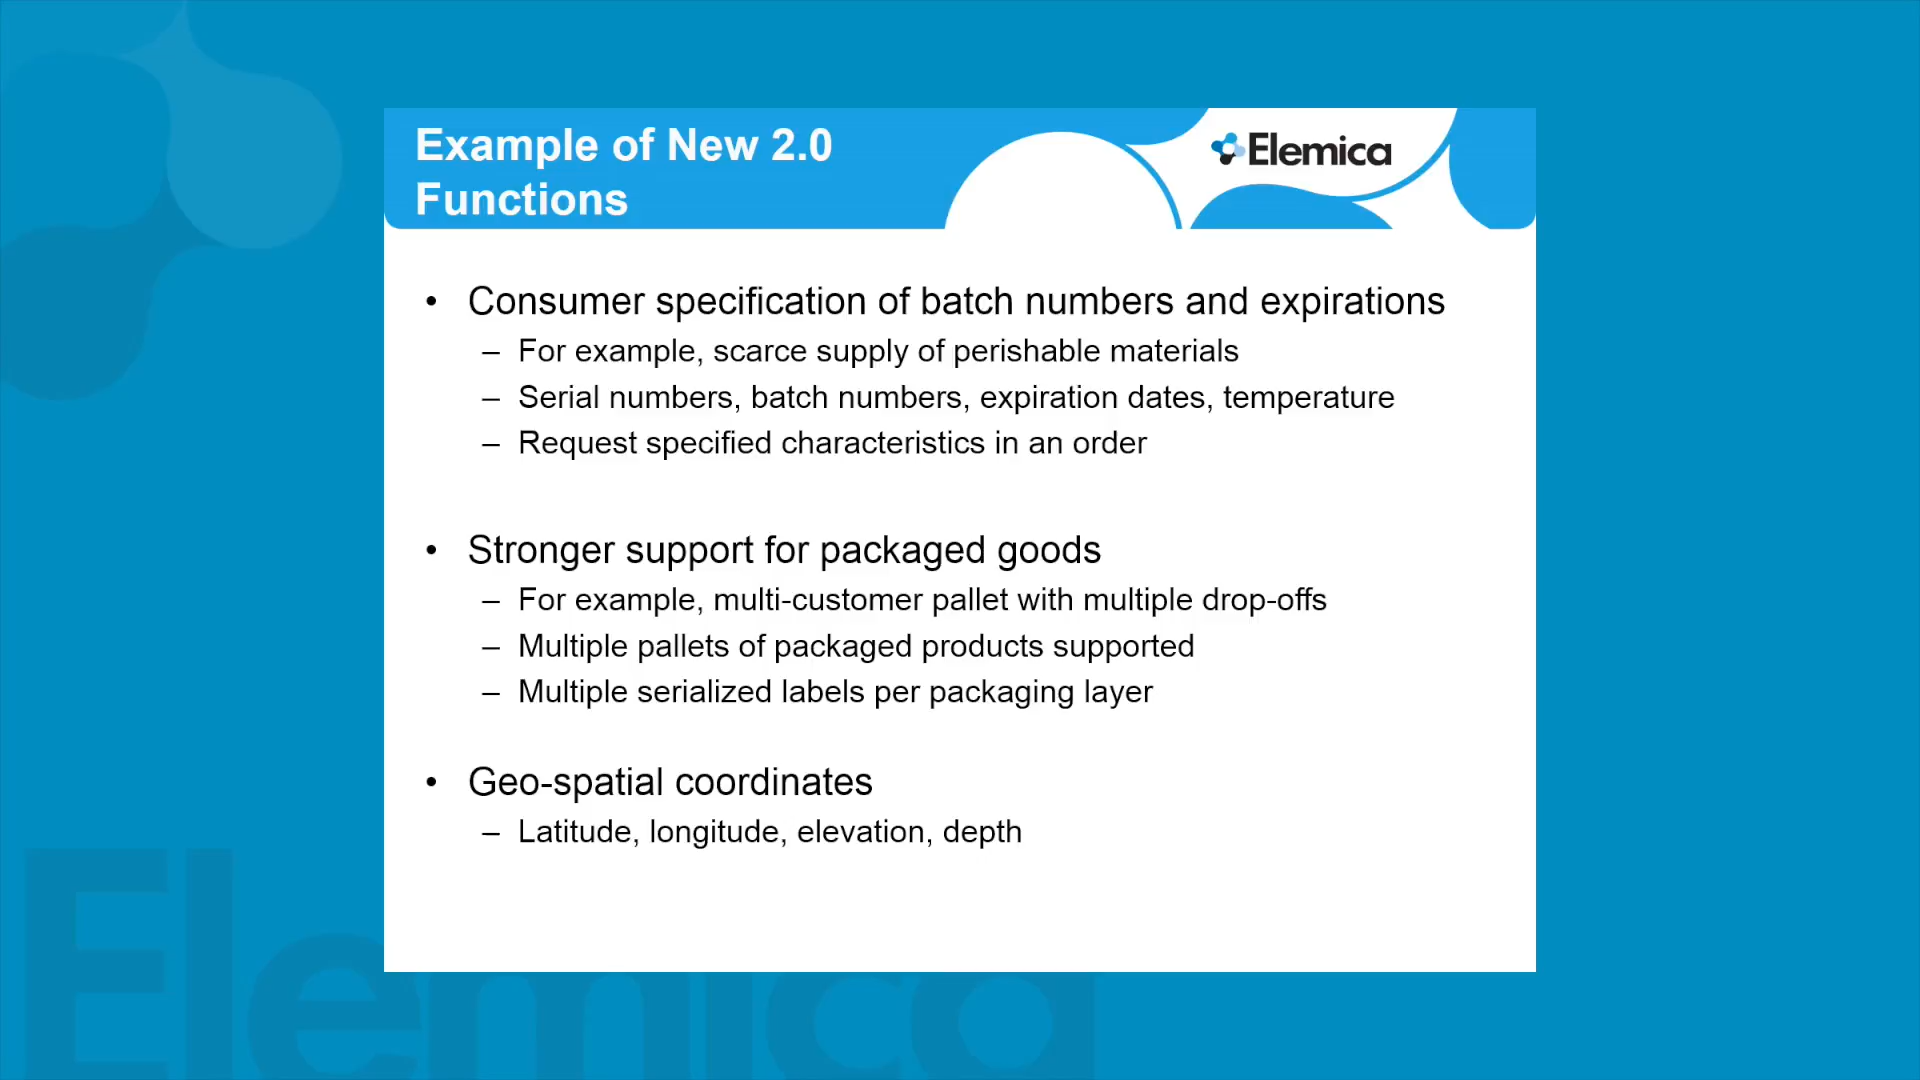 Example of New 2.0
Functions
Elemica
• Consumer specification of batch numbers and expirations
– For example, scarce supply of perishable materials
– Serial numbers, batch numbers, expiration dates, temperature
– Request specified characteristics in an order
• Stronger support for packaged goods
– For example, multi-customer pallet with multiple drop-offs
– Multiple pallets of packaged products supported
– Multiple serialized labels per packaging layer
• Geo-spatial coordinates
– Latitude, longitude, elevation, depth
Elemica